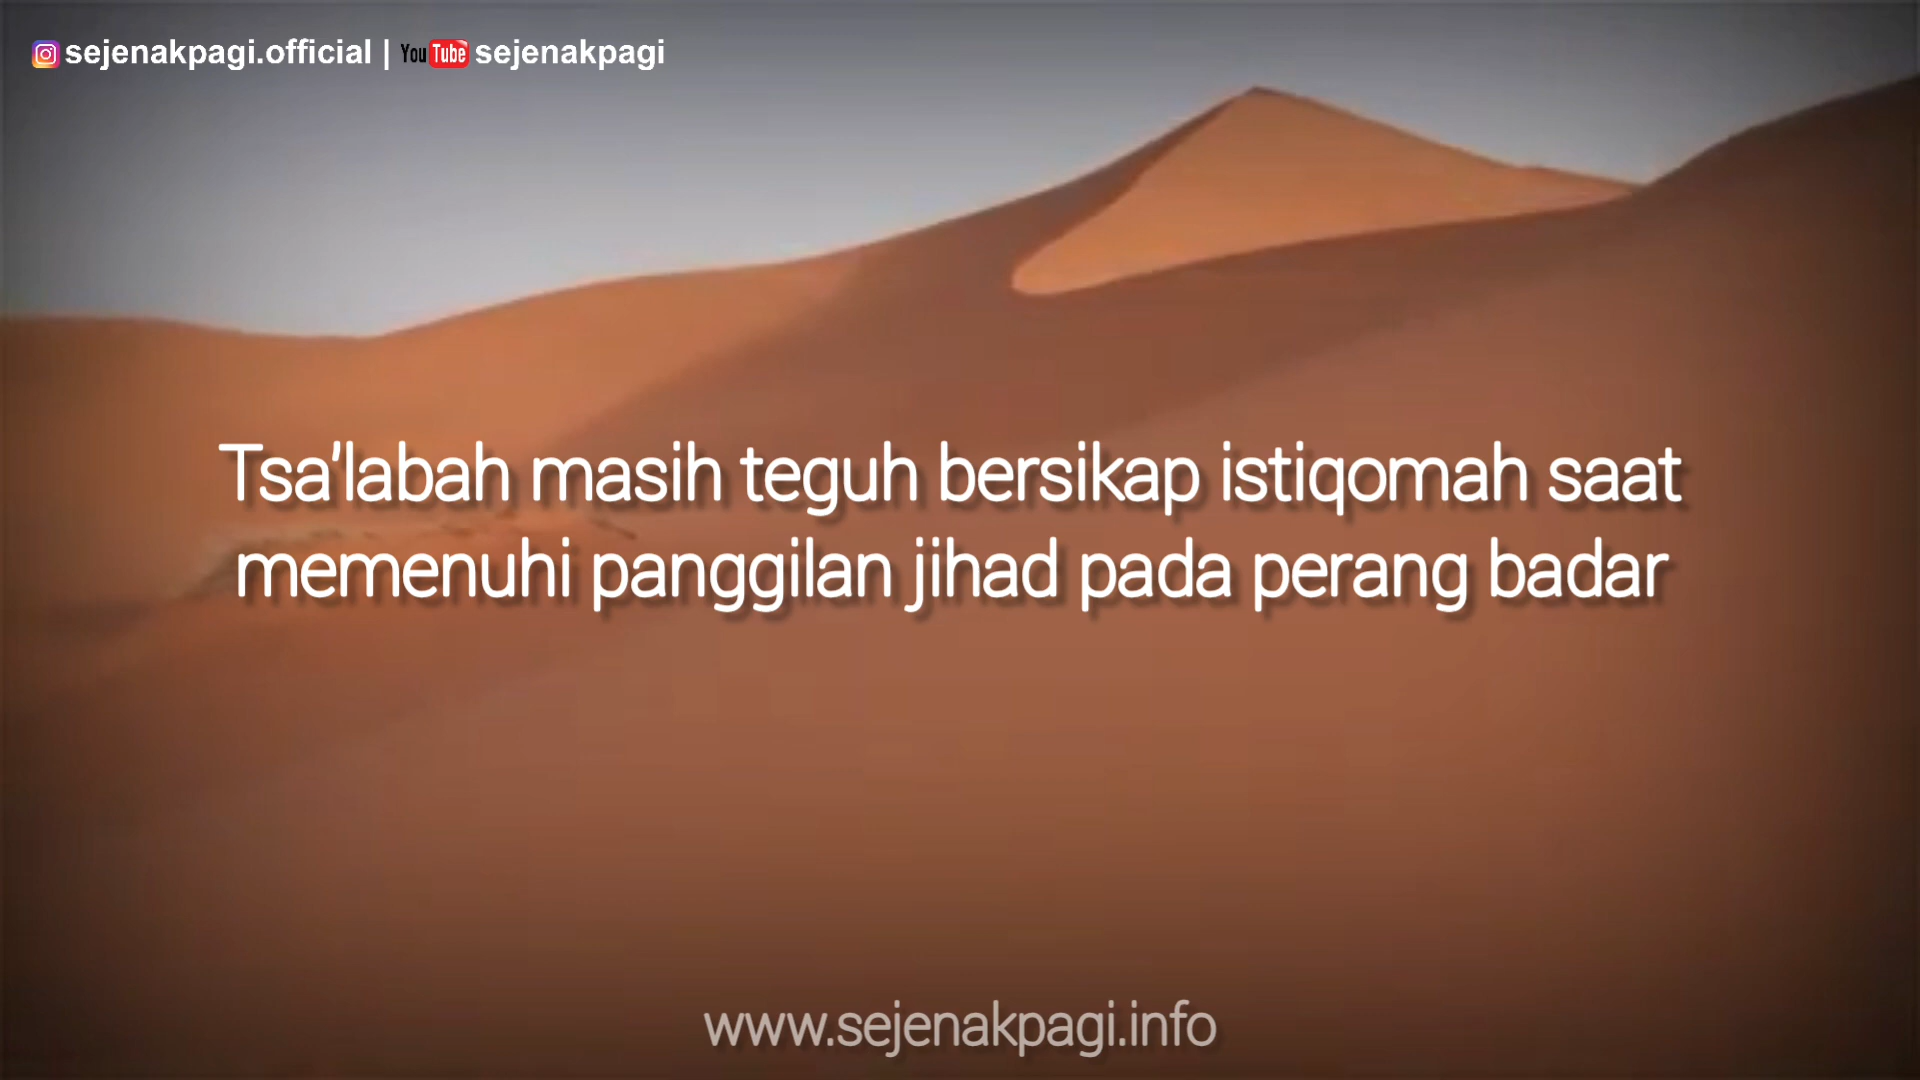 sejenakpagi.official | YouTube sejenakpagi
Tsa'labah masih teguh bersikap istiqomah saat
memenuhi panggilan jihad pada perang badar
www.sejenakpagi.info